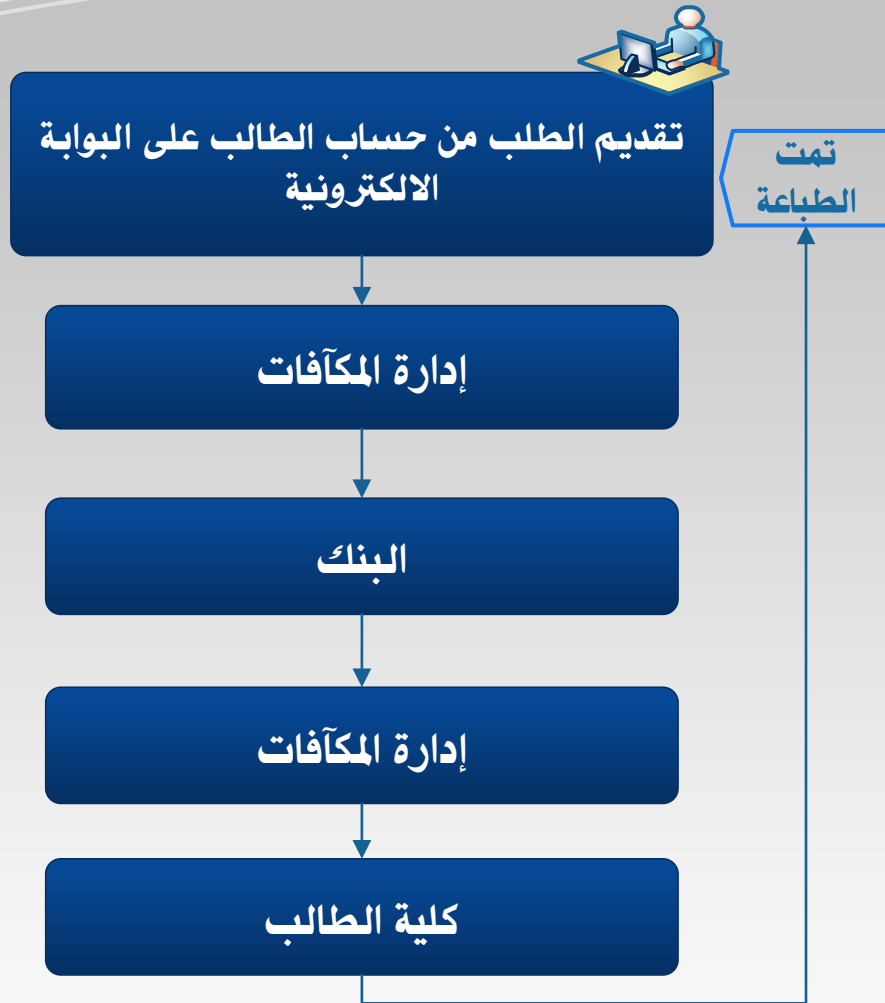 تقديم الطلب من حساب الطالب على البوابة
الالكترونية
تمت
الطباعة
إدارة المكآفات
البنك
إدارة المكآفات
كلية الطالب